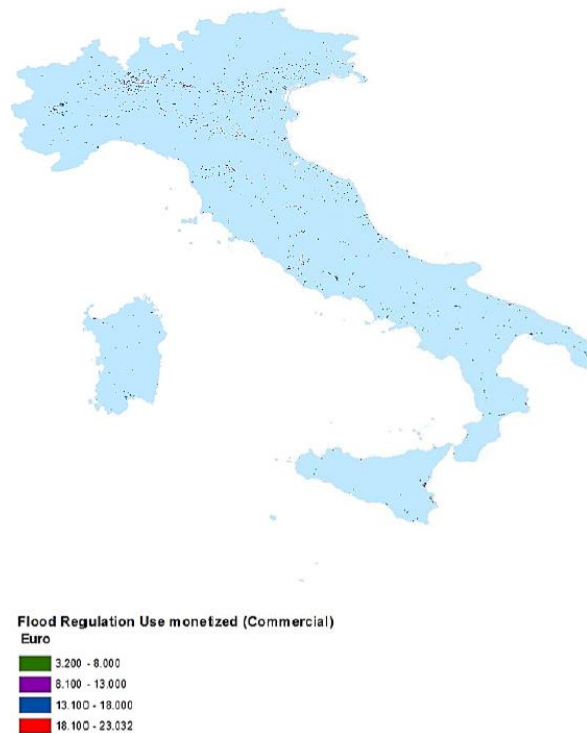 Flood Regulation Use monetized (Commercial)
Euro
3.200 - 8.000
8.100 - 13.000
13.100 - 18.000
18.100 - 23.032